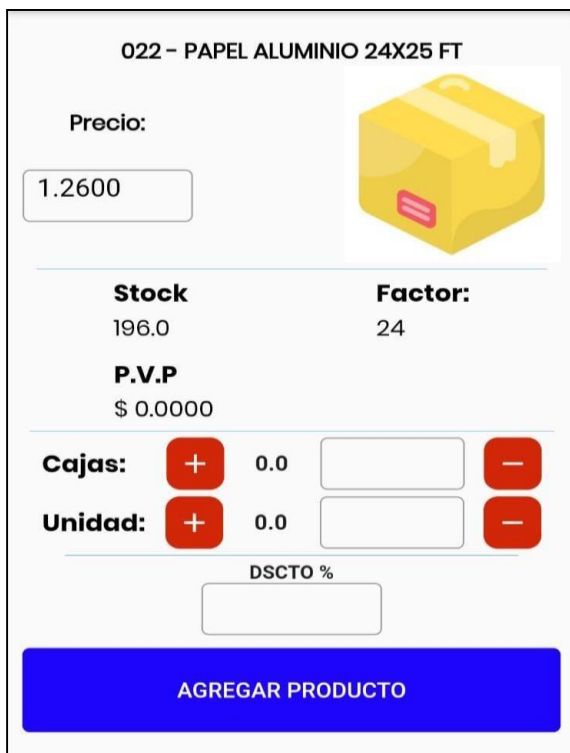 022 - PAPEL ALUMINIO 24X25 FT
Precio:
1.2600
Stock
Factor:
196.0
24
P.V.P
$ 0.0000
Cajas: + 0.0 −
Unidad: + 0.0 −
DSCTO %
AGREGAR PRODUCTO